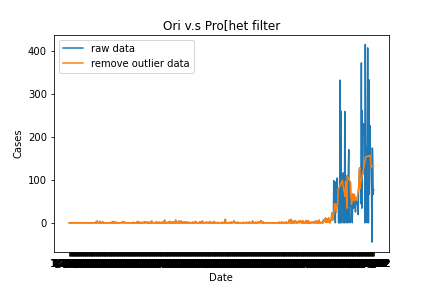 Ori v.s Pro[het filter
raw data
remove outlier data
400
300
200
100
0
Cases
Date